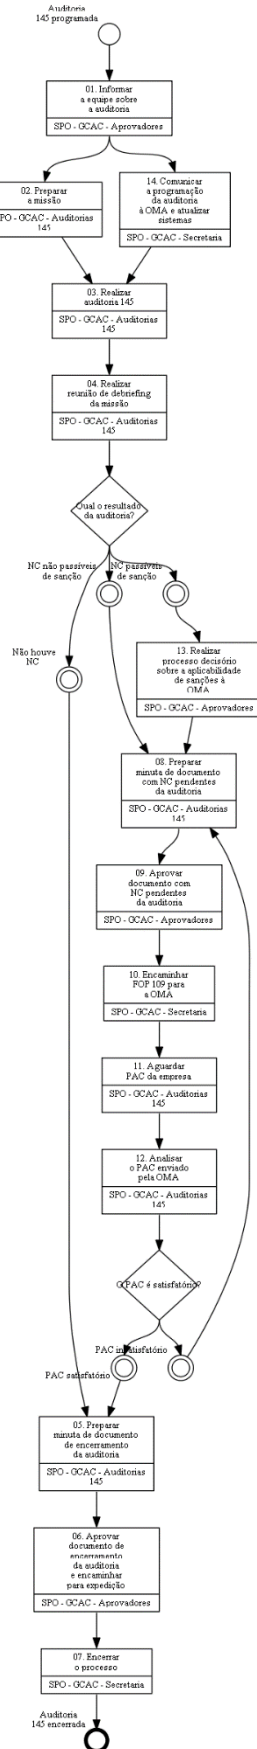 Auditoria
145 programada
01. Informar
a equipe sobre
a auditoria
SPO - GCAC - Aprovadores
02. Preparar
a missão
PO - GCAC - Auditorias
145
14. Comunicar
a programação
da auditoria
à OMA e atualizar
sistemas
SPO - GCAC - Secretaria
03. Realizar
auditoria 145
SPO - GCAC - Auditorias
145
04. Realizar
reunião de debriefing
da missão
SPO - GCAC - Auditorias
145
Qual o resultado
da auditoria?
NC não passíveis
de sanção
NC passíveis
de sanção
Não houve
NC
13. Realizar
processo decisório
sobre a aplicabilidade
de sanções à
OMA
SPO - GCAC - Aprovadores
08. Preparar
minuta de documento
com NC pendentes
da auditoria
SPO - GCAC - Auditorias
145
09. Aprovar
documento com
NC pendentes
da auditoria
SPO - GCAC - Aprovadores
10. Encaminhar
FOP 109 para
a OMA
SPO - GCAC - Secretaria
11. Aguardar
PAC da empresa
SPO - GCAC - Auditorias
145
12. Analisar
o PAC enviado
pela OMA
SPO - GCAC - Auditorias
145
O PAC é satisfatório?
PAC insatisfatório
PAC satisfatório
05. Preparar
minuta de documento
de encerramento
da auditoria
SPO - GCAC - Auditorias
145
06. Aprovar
documento de
encerramento
da auditoria
e encaminhar
para expedição
SPO - GCAC - Aprovadores
07. Encerrar
o processo
SPO - GCAC - Secretaria
Auditoria
145 encerrada